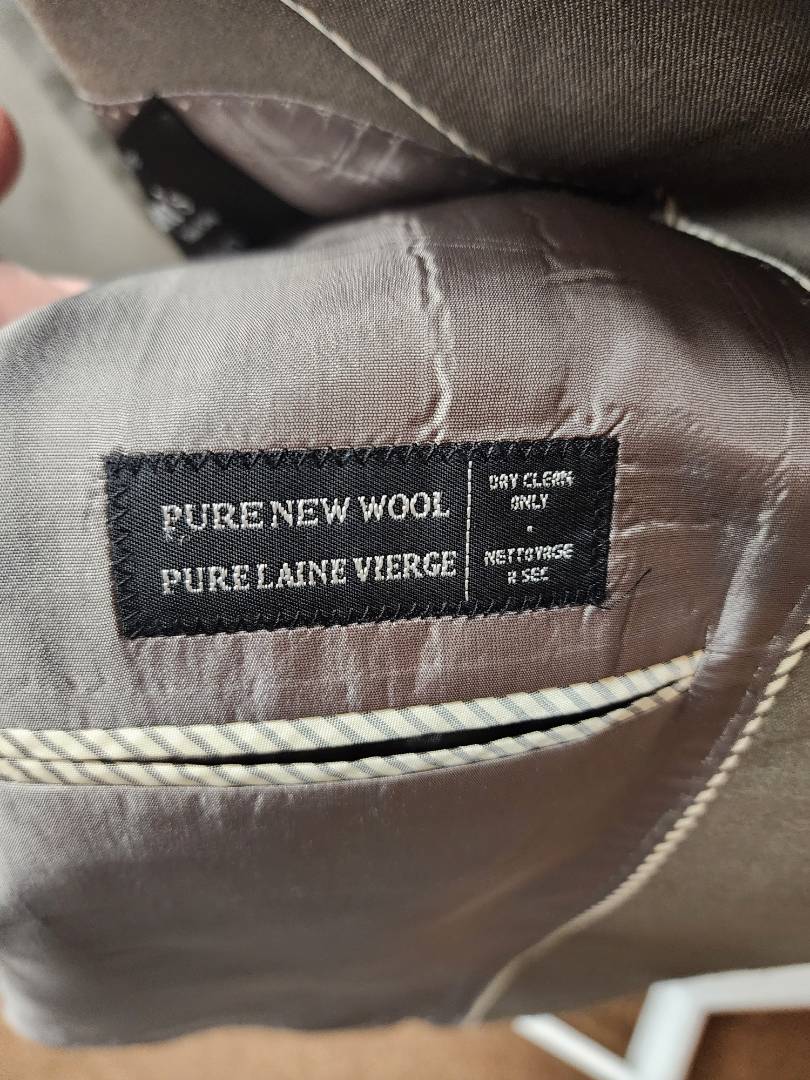 PURE NEW WOOL
PURE LAINE VIERGE
DRY CLEAN
ONLY
NETTOYAGE
A SEC